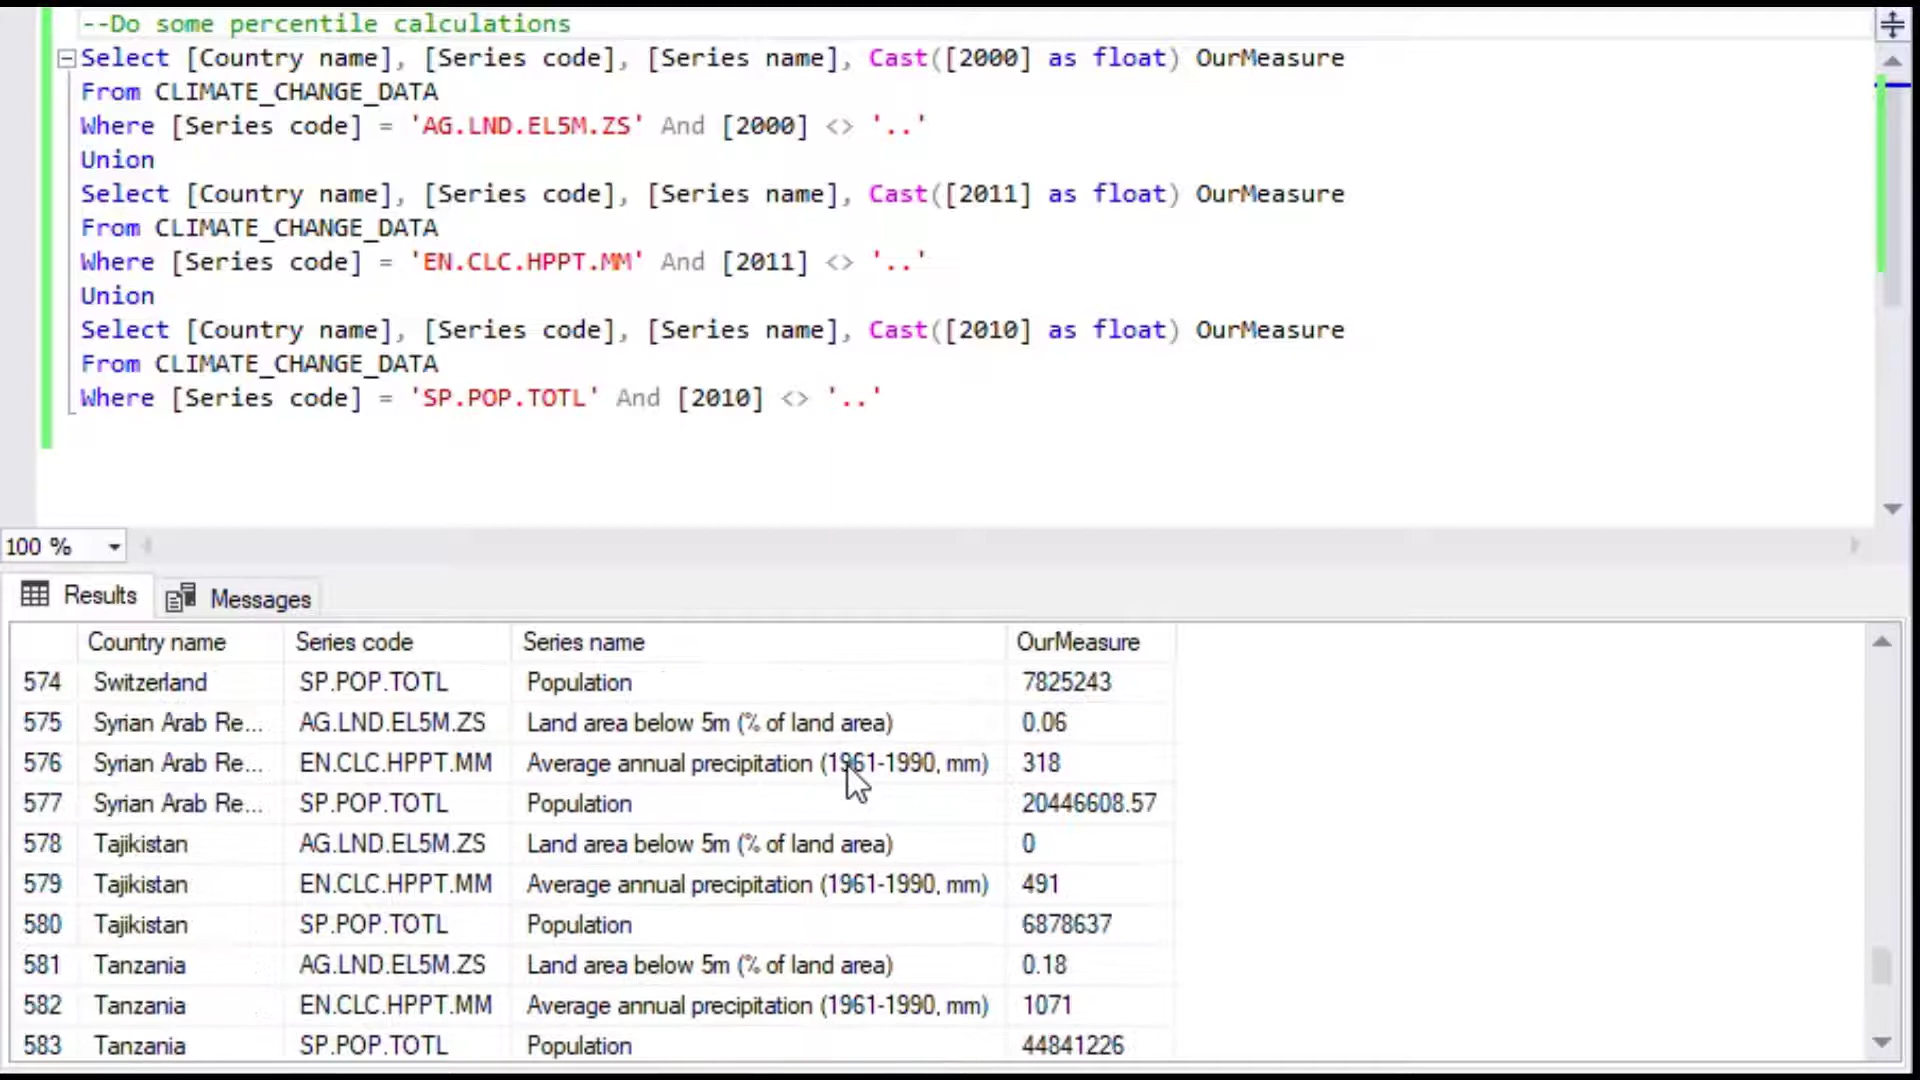 --Do some percentile calculations
Select [Country name], [Series code], [Series name], Cast([2000] as float) OurMeasure
From CLIMATE_CHANGE_DATA
Where [Series code] = 'AG.LND.EL5M.ZS' And [2000] <> '..'
Union
Select [Country name], [Series code], [Series name], Cast([2011] as float) OurMeasure
From CLIMATE_CHANGE_DATA
Where [Series code] = 'EN.CLC.HPPT.MM' And [2011] <> '..'
Union
Select [Country name], [Series code], [Series name], Cast([2010] as float) OurMeasure
From CLIMATE_CHANGE_DATA
Where [Series code] = 'SP.POP.TOTL' And [2010] <> '..'
100 %
Results Messages
Country name Series code Series name OurMeasure
574 Switzerland SP.POP.TOTL Population 7825243
575 Syrian Arab Re... AG.LND.EL5M.ZS Land area below 5m (% of land area) 0.06
576 Syrian Arab Re... EN.CLC.HPPT.MM Average annual precipitation (1961-1990, mm) 318
577 Syrian Arab Re... SP.POP.TOTL Population 20446608.57
578 Tajikistan AG.LND.EL5M.ZS Land area below 5m (% of land area) 0
579 Tajikistan EN.CLC.HPPT.MM Average annual precipitation (1961-1990, mm) 491
580 Tajikistan SP.POP.TOTL Population 6878637
581 Tanzania AG.LND.EL5M.ZS Land area below 5m (% of land area) 0.18
582 Tanzania EN.CLC.HPPT.MM Average annual precipitation (1961-1990, mm) 1071
583 Tanzania SP.POP.TOTL Population 44841226